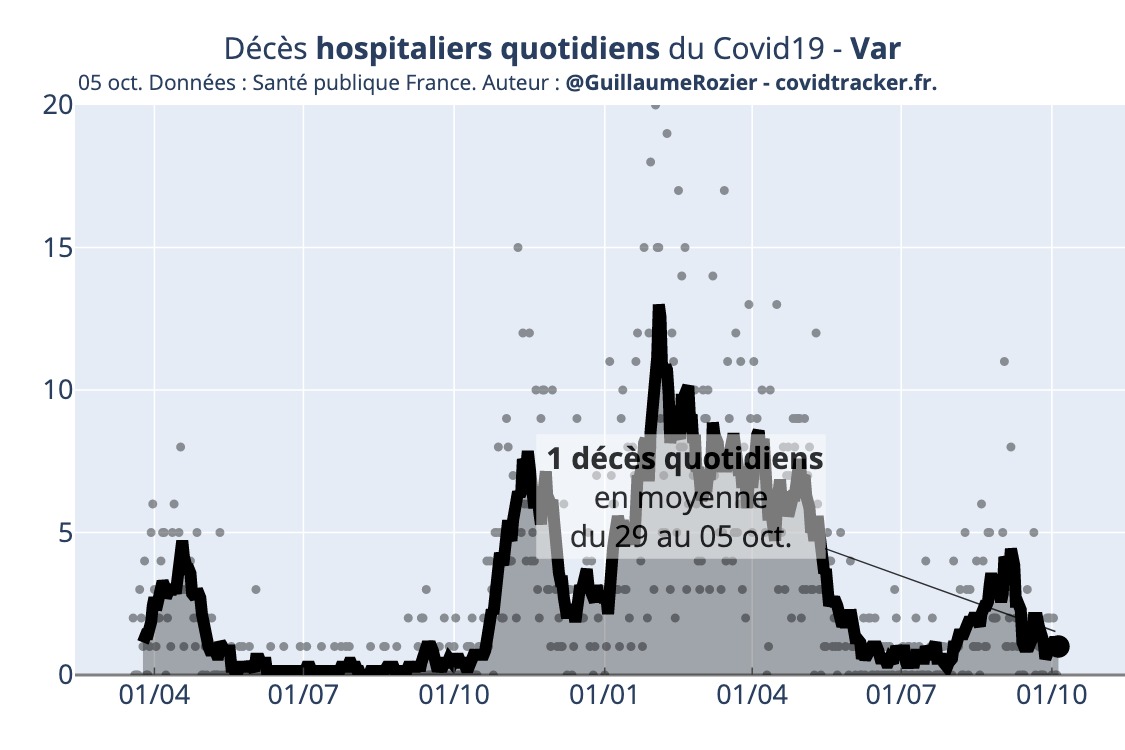 Décès hospitaliers quotidiens du Covid19 - Var
05 oct. Données : Santé publique France. Auteur : @GuillaumeRozier - covidtracker.fr.
20
15
10
5
0
1 décès quotidiens
en moyenne
du 29 au 05 oct.
01/04 01/07 01/10 01/01 01/04 01/07 01/10